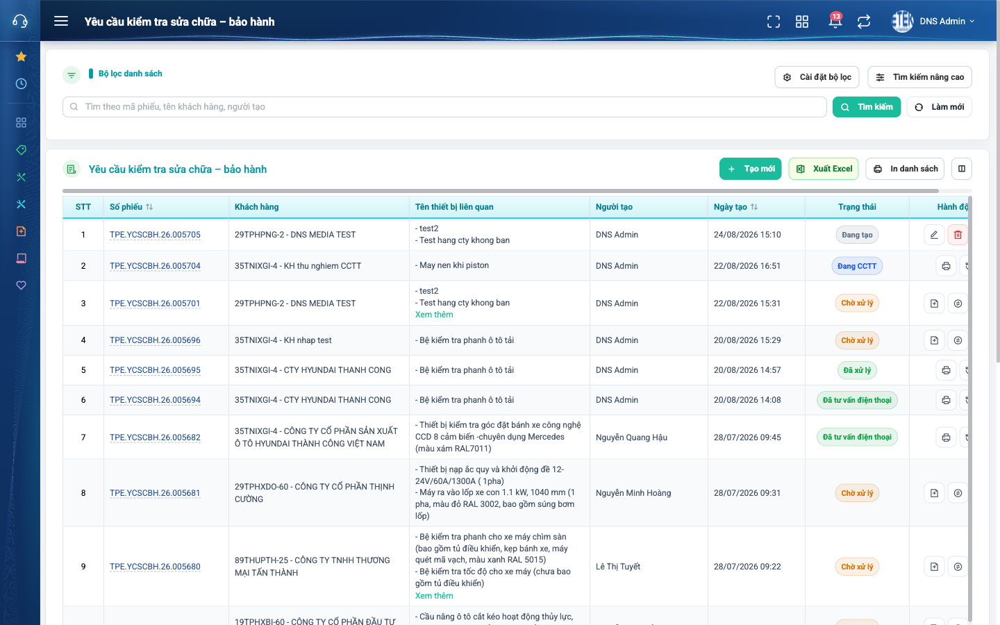 Yêu cầu kiểm tra sửa chữa – bảo hành
13
DNS Admin
Bộ lọc danh sách
Cài đặt bộ lọc
Tìm kiếm nâng cao
Tìm theo mã phiếu, tên khách hàng, người tạo
Tìm kiếm
Làm mới
Yêu cầu kiểm tra sửa chữa – bảo hành
Tạo mới
Xuất Excel
In danh sách
STT Số phiếu Khách hàng Tên thiết bị liên quan Người tạo Ngày tạo Trạng thái Hành độ
1 TPE.YCSCBH.26.005705 29TPHPNG-2 - DNS MEDIA TEST
- test2
- Test hang cty khong ban
DNS Admin 24/08/2026 15:10 Đang tạo
2 TPE.YCSCBH.26.005704 35TNIXGI-4 - KH thu nghiem CCTT - May nen khi piston DNS Admin 22/08/2026 16:51 Đang CCTT
3 TPE.YCSCBH.26.005701 29TPHPNG-2 - DNS MEDIA TEST
- test2
- Test hang cty khong ban
Xem thêm
DNS Admin 22/08/2026 15:31 Chờ xử lý
4 TPE.YCSCBH.26.005696 35TNIXGI-4 - KH nhap test - Bệ kiểm tra phanh ô tô tải DNS Admin 20/08/2026 15:29 Chờ xử lý
5 TPE.YCSCBH.26.005695 35TNIXGI-4 - CTY HYUNDAI THANH CONG - Bệ kiểm tra phanh ô tô tải DNS Admin 20/08/2026 14:57 Đã xử lý
6 TPE.YCSCBH.26.005694 35TNIXGI-4 - CTY HYUNDAI THANH CONG - Bệ kiểm tra phanh ô tô tải DNS Admin 20/08/2026 14:08 Đã tư vấn điện thoại
7 TPE.YCSCBH.26.005682
35TNIXGI-4 - CÔNG TY CỔ PHẦN SẢN XUẤT
Ô TÔ HYUNDAI THÀNH CÔNG VIỆT NAM
- Thiết bị kiểm tra góc đặt bánh xe công nghệ
CCD 8 cảm biến -chuyên dụng Mercedes
(màu xám RAL7011)
Nguyễn Quang Hậu 28/07/2026 09:45 Đã tư vấn điện thoại
8 TPE.YCSCBH.26.005681
29TPHXDO-60 - CÔNG TY CỔ PHẦN THỊNH
CƯỜNG
- Thiết bị nạp ắc quy và khởi động đề 12-
24V/60A/1300A ( 1pha)
- Máy ra vào lốp xe con 1.1 kW, 1040 mm (1
pha, màu đỏ RAL 3002, bao gồm súng bơm
lốp)
Nguyễn Minh Hoàng 28/07/2026 09:31 Chờ xử lý
9 TPE.YCSCBH.26.005680
89THUPTH-25 - CÔNG TY TNHH THƯƠNG
MẠI TẤN THÀNH
- Bệ kiểm tra phanh cho xe máy chìm sàn
(bao gồm tủ điều khiển, kẹp bánh xe, máy
quét mã vạch, màu xanh RAL 5015)
- Bệ kiểm tra tốc độ cho xe máy (chưa bao
gồm tủ điều khiển)
Xem thêm
Lê Thị Tuyết 28/07/2026 09:22 Chờ xử lý
19TPHXBI-60 - CÔNG TY CỔ PHẦN ĐẦU TƯ
- Cầu nâng ô tô cắt kéo hoạt động thủy lực,